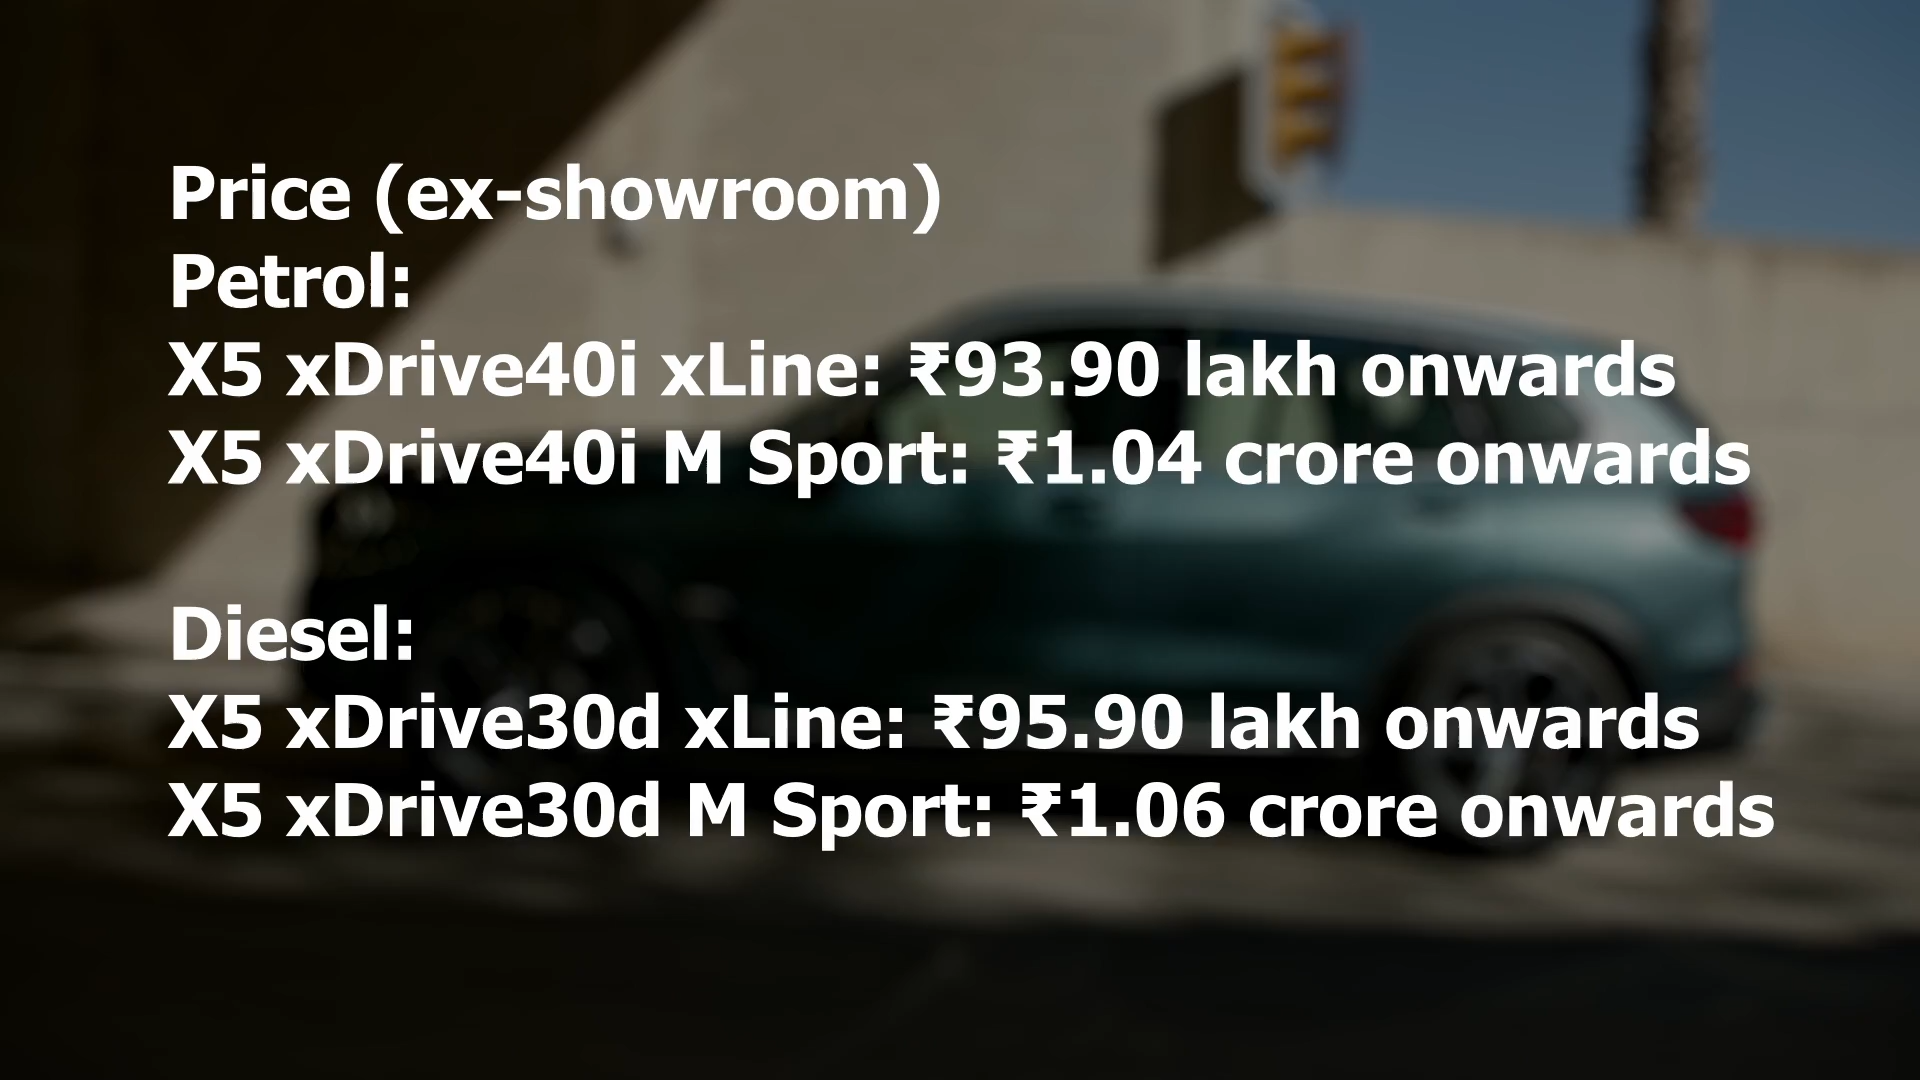 Price (ex-showroom)
Petrol:
X5 xDrive40i xLine: ₹93.90 lakh onwards
X5 xDrive40i M Sport: ₹1.04 crore onwards
Diesel:
X5 xDrive30d xLine: ₹95.90 lakh onwards
X5 xDrive30d M Sport: ₹1.06 crore onwards